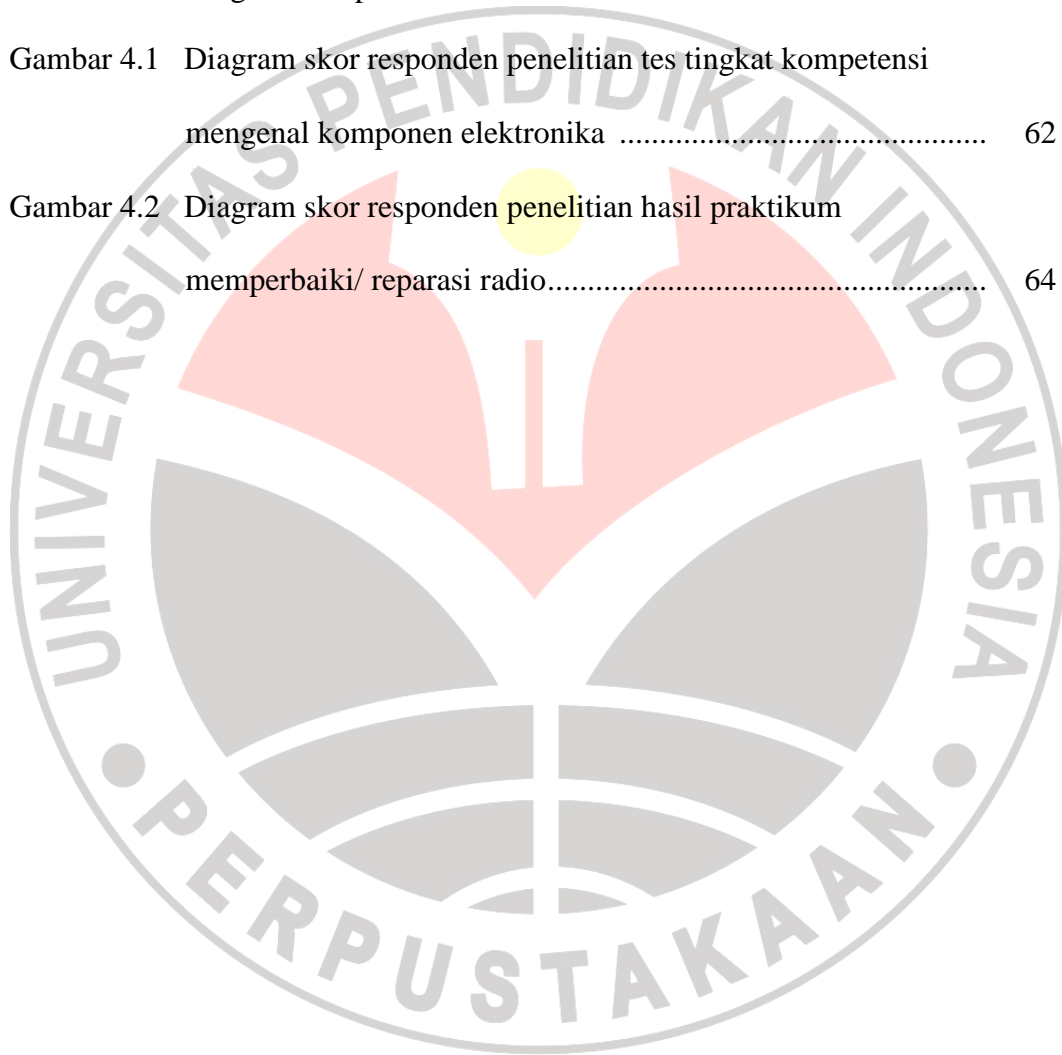 Gambar 4.1 Diagram skor responden penelitian tes tingkat kompetensi
mengenal komponen elektronika .............................................. 62
Gambar 4.2 Diagram skor responden penelitian hasil praktikum
memperbaiki/ reparasi radio....................................................... 64
UNIVERSITAS PENDIDIKAN INDONESIA
PERPUSTAKAAN